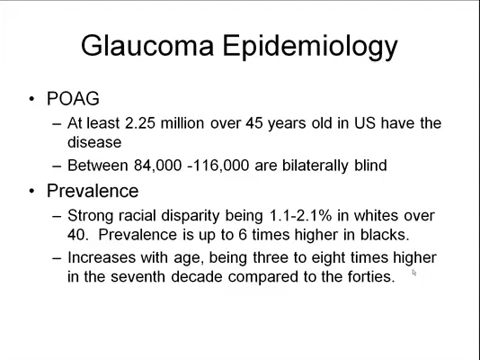 Glaucoma Epidemiology
• POAG
– At least 2.25 million over 45 years old in US have the
disease
– Between 84,000 -116,000 are bilaterally blind
• Prevalence
– Strong racial disparity being 1.1-2.1% in whites over
40.  Prevalence is up to 6 times higher in blacks.
– Increases with age, being three to eight times higher
in the seventh decade compared to the forties.